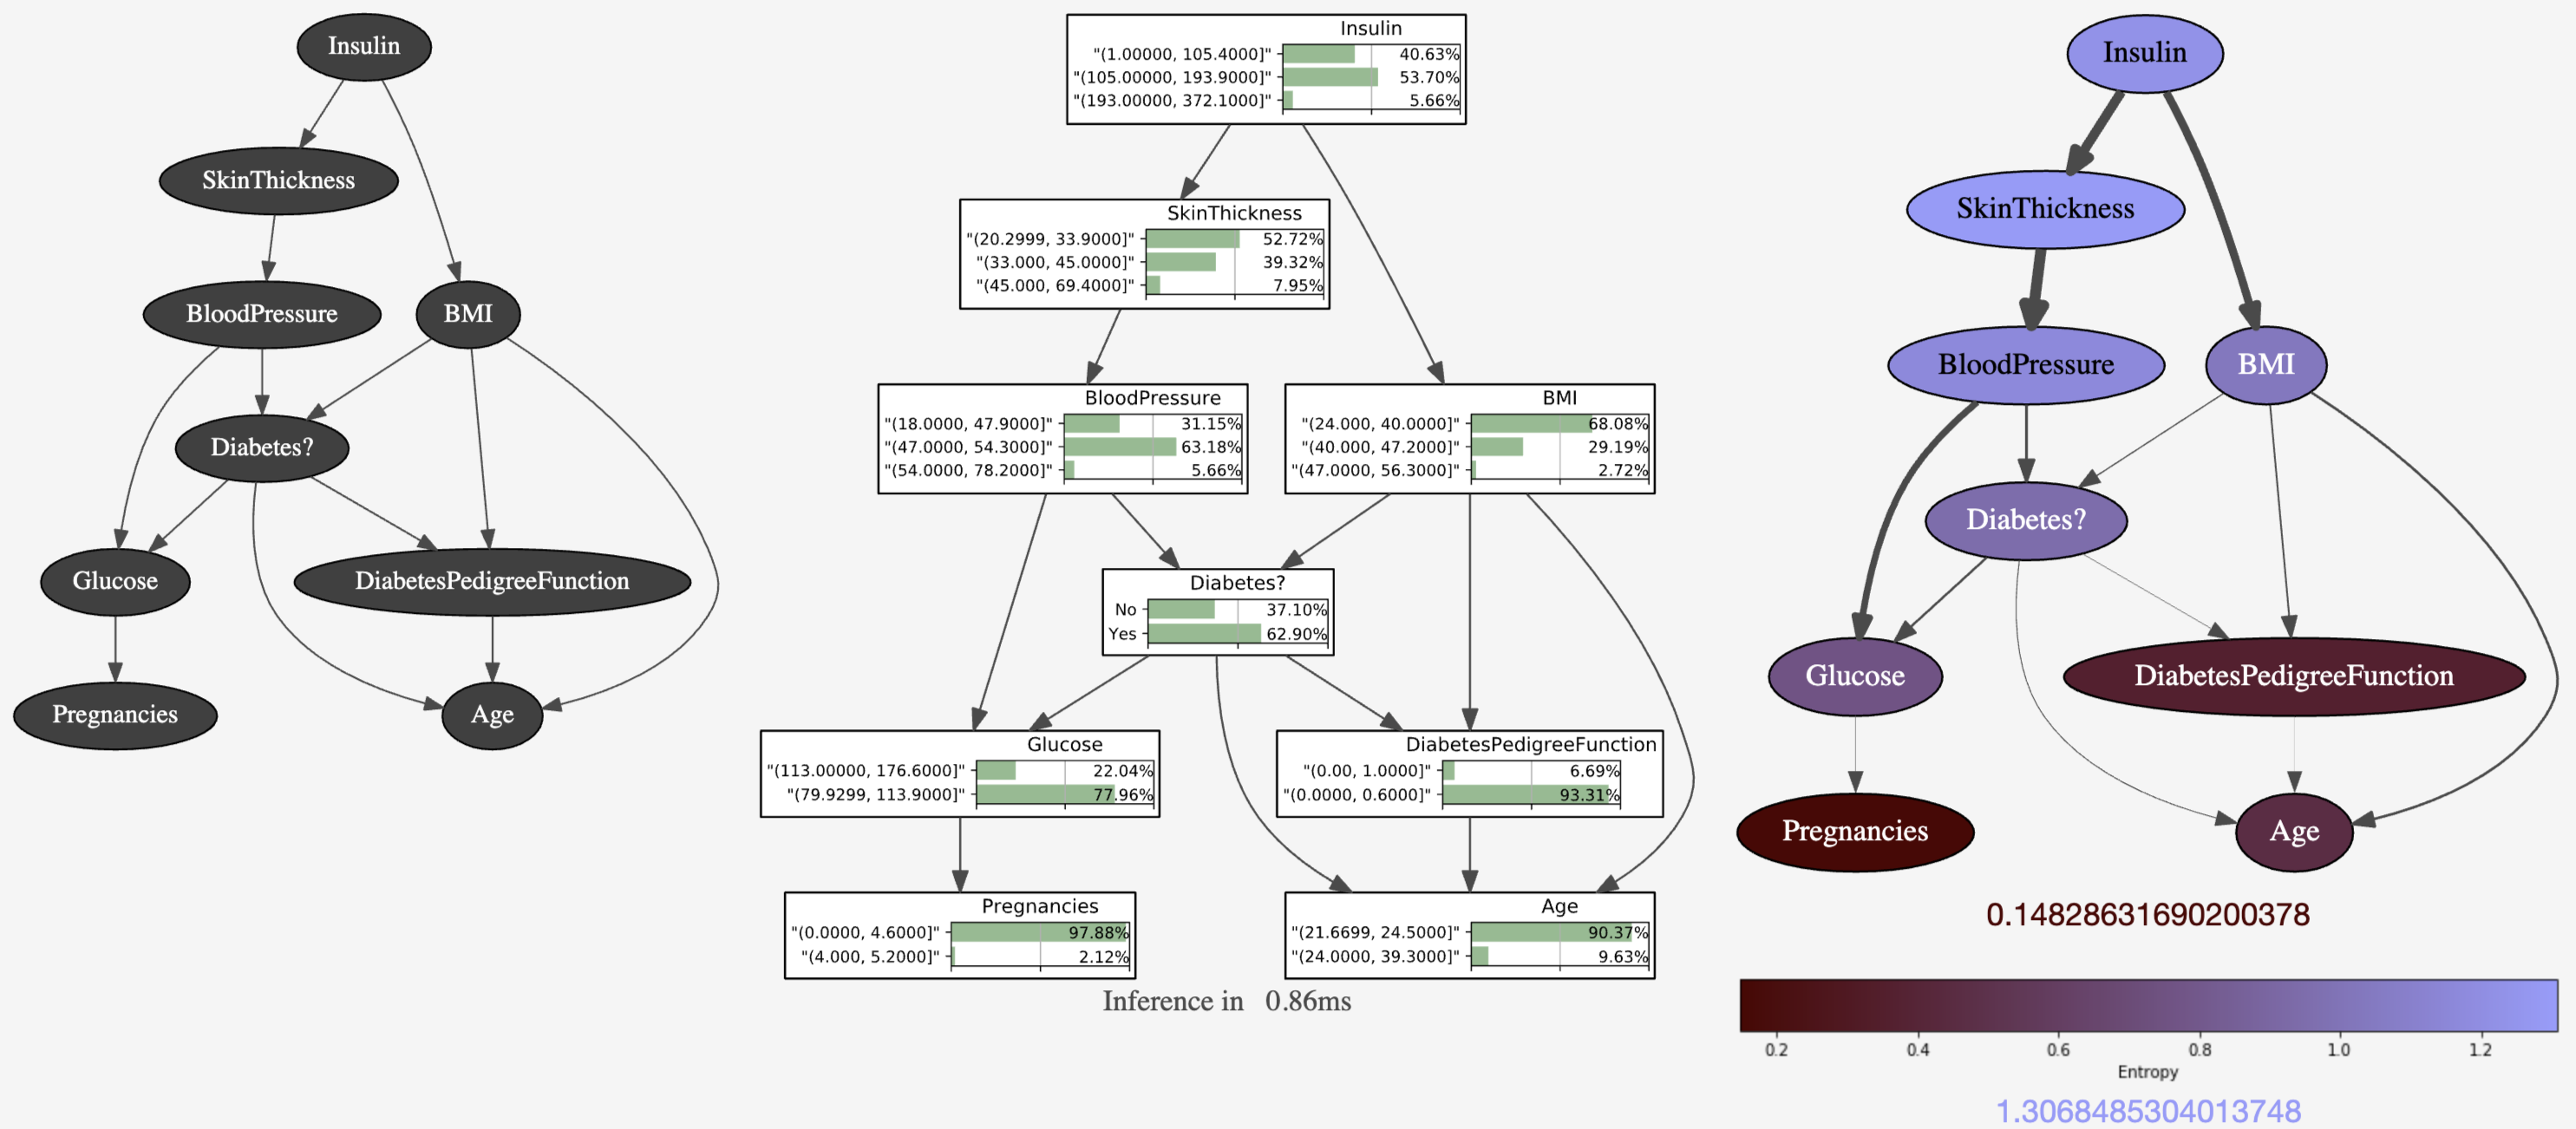 Insulin
SkinThickness
BloodPressure
BMI
Diabetes?
Glucose
DiabetesPedigreeFunction
Pregnancies
Age
Insulin
"(1.00000, 105.4000]" 40.63%
"(105.00000, 193.9000]" 53.70%
"(193.00000, 372.1000]" 5.66%
SkinThickness
"(20.2999, 33.9000]" 52.72%
"(33.000, 45.0000]" 39.32%
"(45.000, 69.4000]" 7.95%
BloodPressure
"(18.0000, 47.9000]" 31.15%
"(47.0000, 54.3000]" 63.18%
"(54.0000, 78.2000]" 5.66%
BMI
"(24.000, 40.0000]" 68.08%
"(40.000, 47.2000]" 29.19%
"(47.0000, 56.3000]" 2.72%
Diabetes?
No 37.10%
Yes 62.90%
Glucose
"(113.00000, 176.6000]" 22.04%
"(79.9299, 113.9000]" 77.96%
DiabetesPedigreeFunction
"(0.00, 1.0000]" 6.69%
"(0.0000, 0.6000]" 93.31%
Pregnancies
"(0.0000, 4.6000]" 97.88%
"(4.000, 5.2000]" 2.12%
Age
"(21.6699, 24.5000]" 90.37%
"(24.0000, 39.3000]" 9.63%
Inference in 0.86ms
Insulin
SkinThickness
BloodPressure
BMI
Diabetes?
Glucose
DiabetesPedigreeFunction
Pregnancies
Age
0.14828631690200378
0.2 0.4 0.6 0.8 1.0 1.2
Entropy
1.3068485304013748